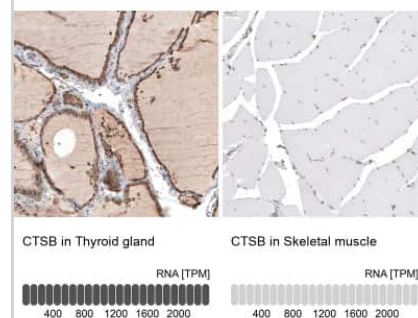 CTSB in Thyroid gland
CTSB in Skeletal muscle
RNA [TPM]
RNA [TPM]
400 800 1200 1600 2000
400 800 1200 1600 2000